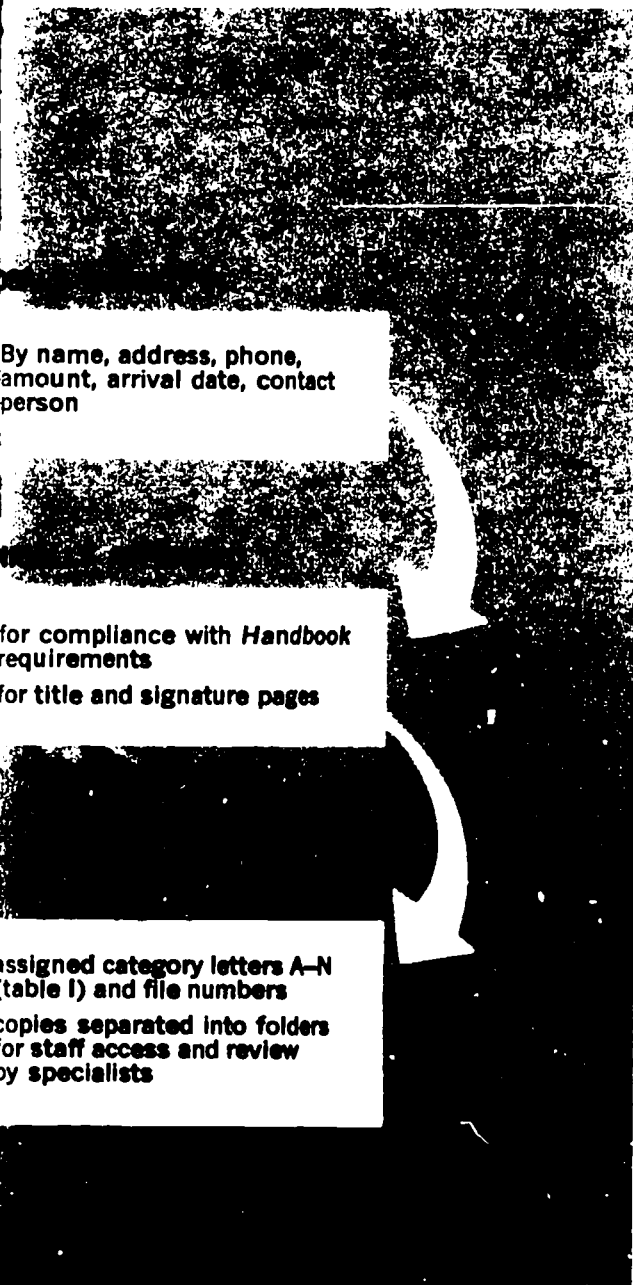 By name, address, phone,
amount, arrival date, contact
person
for compliance with Handbook
requirements
for title and signature pages
assigned category letters A–N
(table I) and file numbers
copies separated into folders
for staff access and review
by specialists